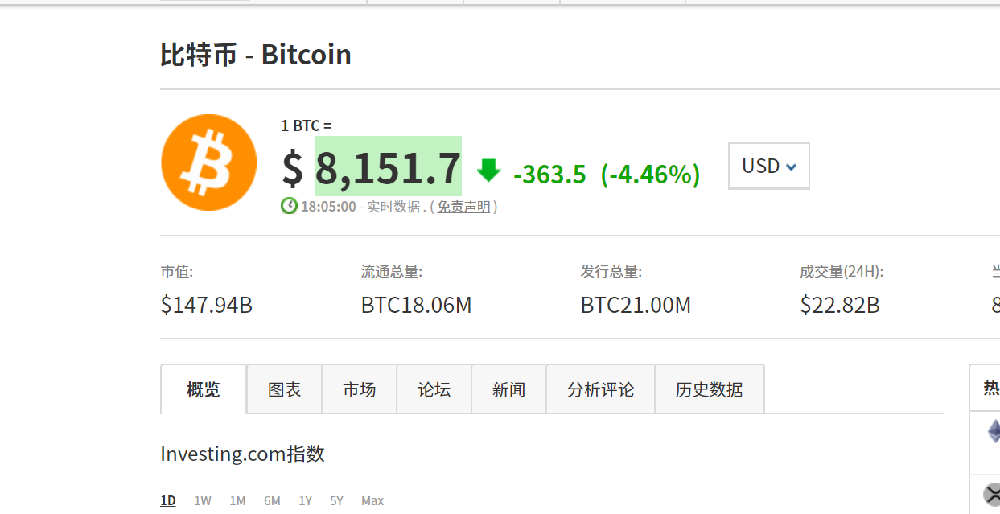 比特币 - Bitcoin
1 BTC =
$ 8,151.7 -363.5 (-4.46%) USD
18:05:00 - 实时数据 . ( 免责声明 )
市值: 流通总量: 发行总量: 成交量(24H):
$147.94B BTC18.06M BTC21.00M $22.82B
概览 图表 市场 论坛 新闻 分析评论 历史数据 热
Investing.com指数
1D 1W 1M 6M 1Y 5Y Max